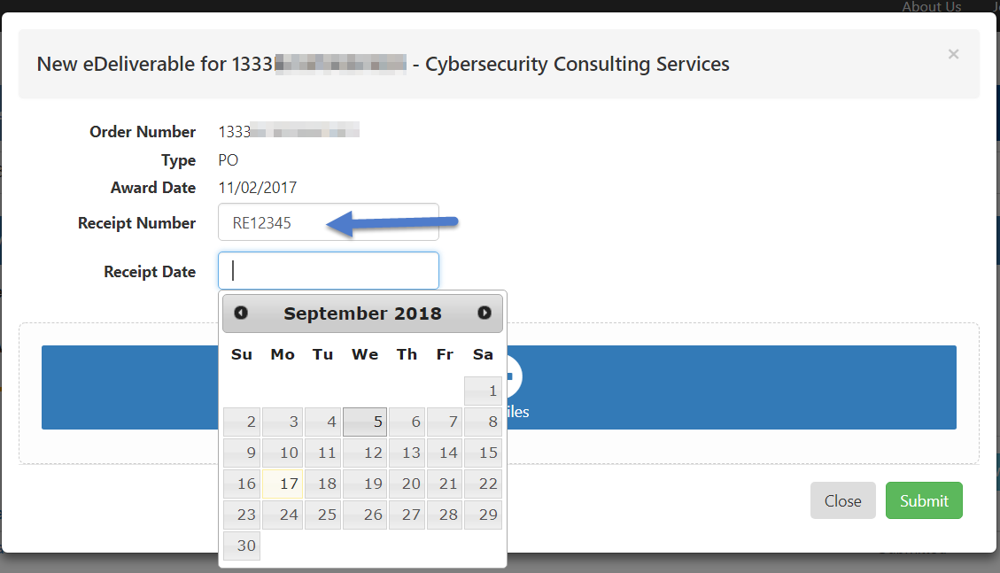 About Us
New eDeliverable for 1333 - Cybersecurity Consulting Services
×
Order Number 1333
Type PO
Award Date 11/02/2017
Receipt Number RE12345
Receipt Date
September 2018
Su Mo Tu We Th Fr Sa
1
2 3 4 5 6 7 8
9 10 11 12 13 14 15
16 17 18 19 20 21 22
23 24 25 26 27 28 29
30
iles
Close Submit